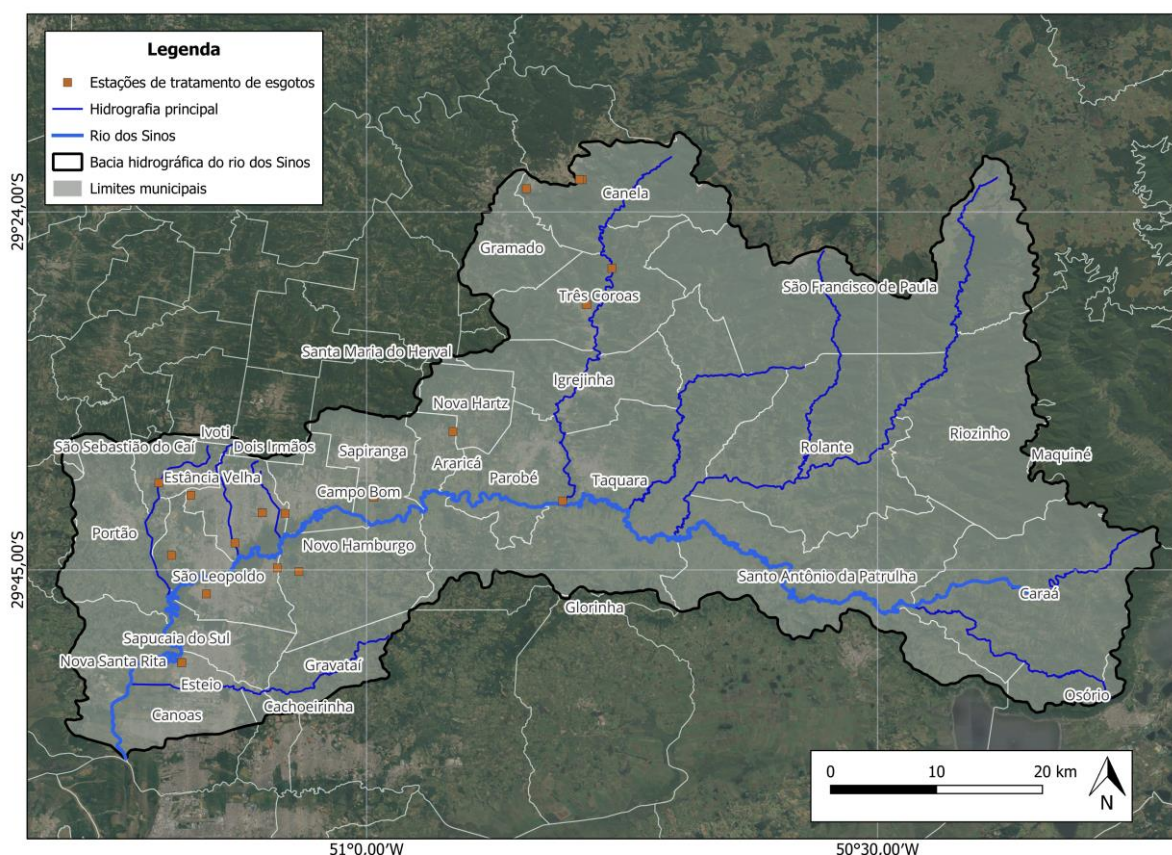 Legenda
Estações de tratamento de esgotos
Hidrografia principal
Rio dos Sinos
Bacia hidrográfica do rio dos Sinos
Limites municipais
29°24,00'S
Canela
Gramado
São Francisco de Paula
Três Coroas
Santa Maria do Herval
Igrejinha
Nova Hartz
Riozinho
Ivoti
São Sebastião do Caí
Dois Irmãos
Sapiranga
Rolante
Maquiné
Araricá
Estância Velha
Parobé
Taquara
Campo Bom
Portão
Novo Hamburgo
29°45,00'S
São Leopoldo
Santo Antônio da Patrulha
Caraá
Glorinha
Sapucaia do Sul
Nova Santa Rita
Gravataí
Esteio
Osório
Cachoeirinha
Canoas
0 10 20 km
N
51°0,00'W
50°30,00'W